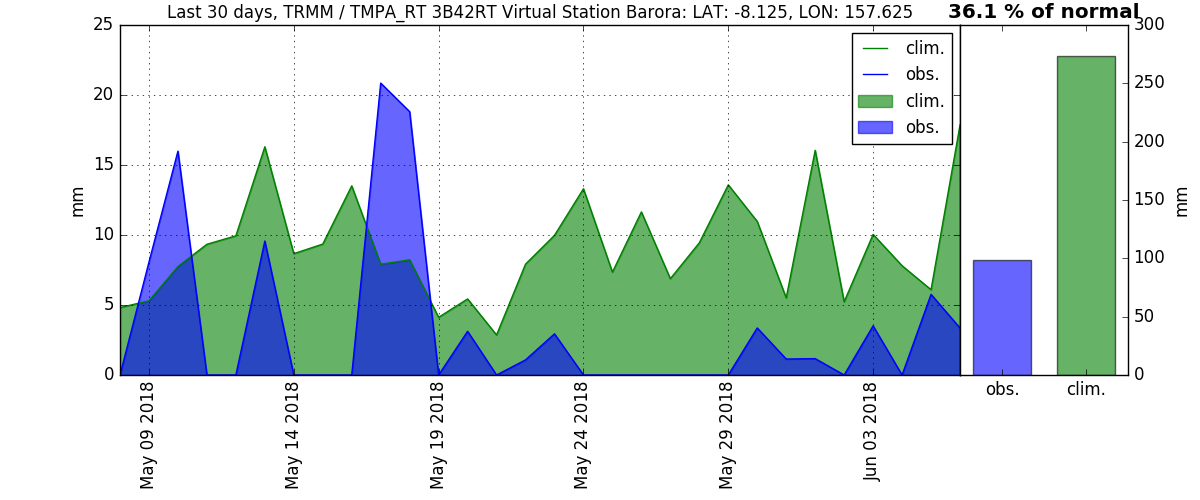 Last 30 days, TRMM / TMPA_RT 3B42RT Virtual Station Barora: LAT: -8.125, LON: 157.625
36.1 % of normal
25
20
15
10
5
0
mm
clim.
obs.
clim.
obs.
May 09 2018
May 14 2018
May 19 2018
May 24 2018
May 29 2018
Jun 03 2018
300
250
200
150
100
50
0
mm
obs.
clim.